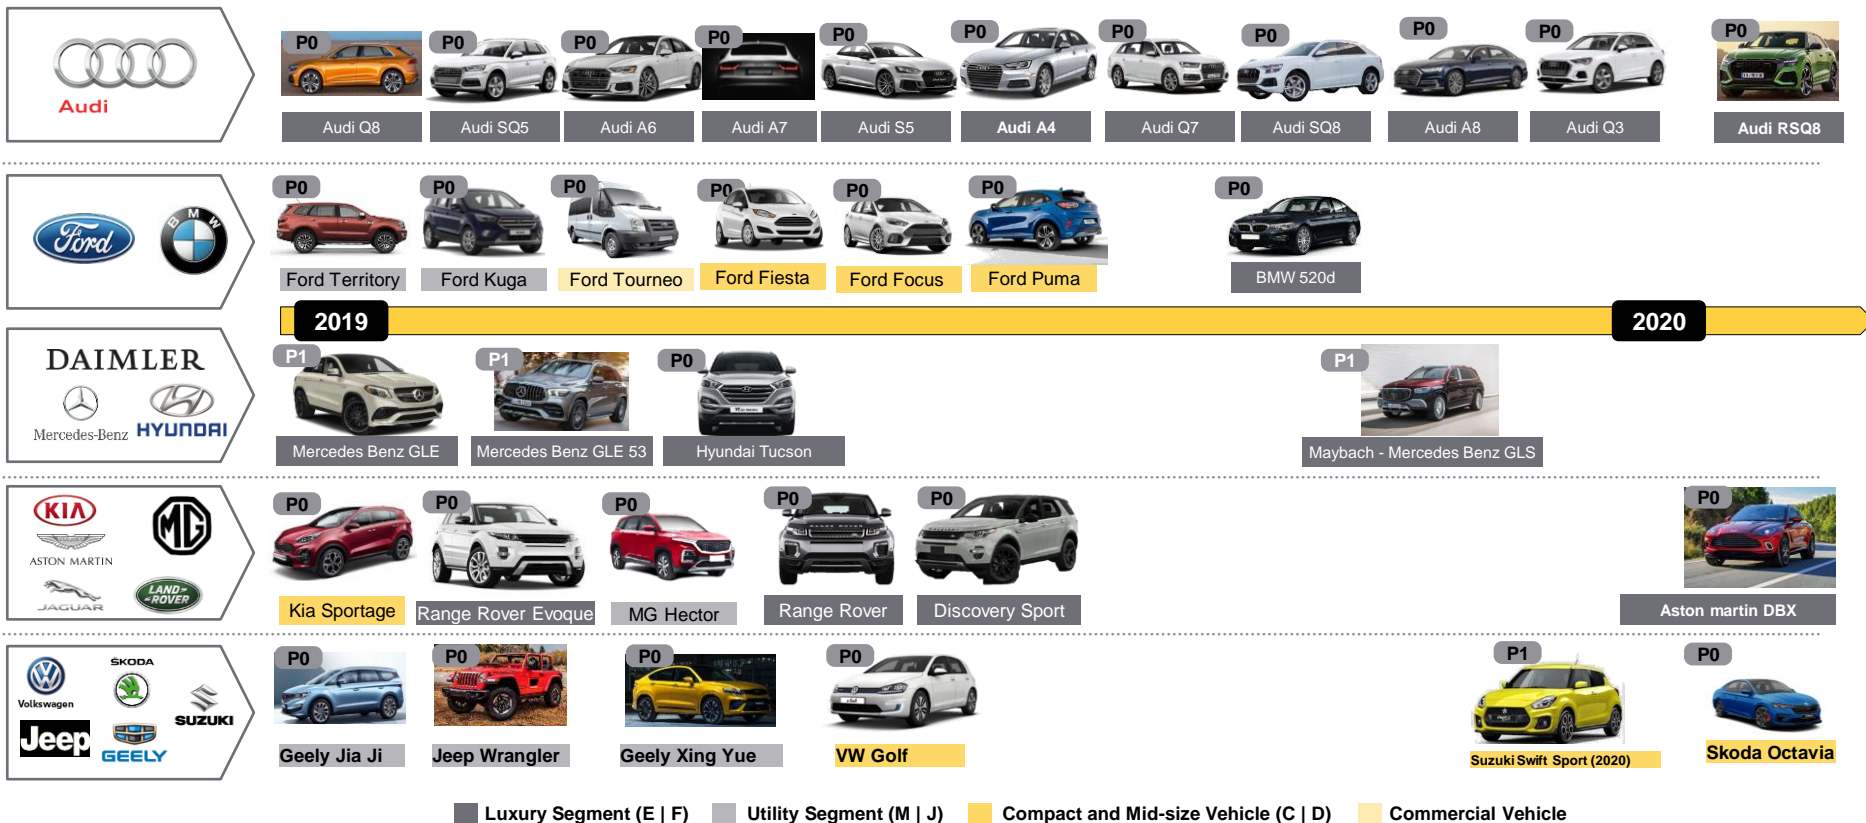 P0 P0 P0 P0 P0 P0 P0 P0 P0 P0 P0
Audi
Audi Q8 Audi SQ5 Audi A6 Audi A7 Audi S5 Audi A4 Audi Q7 Audi SQ8 Audi A8 Audi Q3 Audi RSQ8
P0 P0 P0 P0 P0 P0 P0
Ford BMW
Ford Territory Ford Kuga Ford Tourneo Ford Fiesta Ford Focus Ford Puma BMW 520d
2019 2020
P1 P1 P0 P1
DAIMLER
Mercedes-Benz HYUNDAI
Mercedes Benz GLE Mercedes Benz GLE 53 Hyundai Tucson Maybach - Mercedes Benz GLS
P0 P0 P0 P0 P0 P0
KIA MG
ASTON MARTIN
JAGUAR LAND-ROVER
Kia Sportage Range Rover Evoque MG Hector Range Rover Discovery Sport Aston martin DBX
P0 P0 P0 P0 P1 P0
ŠKODA
Volkswagen SUZUKI
Jeep GEELY
Geely Jia Ji Jeep Wrangler Geely Xing Yue VW Golf Suzuki Swift Sport (2020) Skoda Octavia
Luxury Segment (E | F) Utility Segment (M | J) Compact and Mid-size Vehicle (C | D) Commercial Vehicle